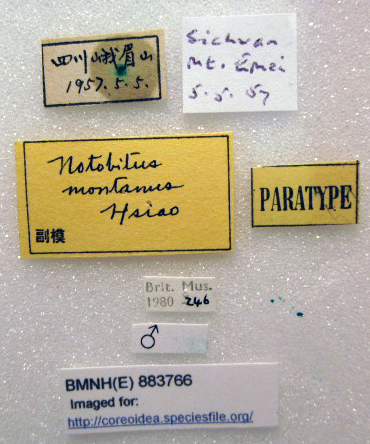 四川峨眉山
1957.5.5.
Sichuan
Mt. Emei
5.5.57
Notobitus
montanus
Hsiao
副模
PARATYPE
Brit. Mus.
1980 246
♂
BMNH(E) 883766
Imaged for:
http://coreoidea.speciesfile.org/